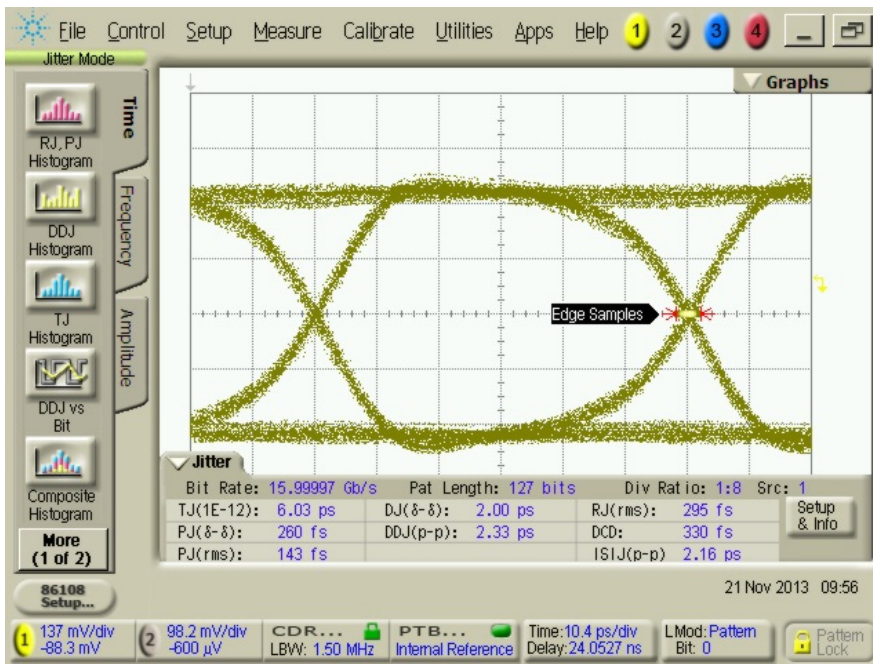 File Control Setup Measure Calibrate Utilities Apps Help 1 2 3 4
Jitter Mode
Graphs
Time
Frequency
Amplitude
RJ, PJ
Histogram
DDJ
Histogram
TJ
Histogram
DDJ vs
Bit
Composite
Histogram
More
(1 of 2)
Edge Samples
Jitter
Bit Rate: 15.99997 Gb/s Pat Length: 127 bits Div Ratio: 1:8 Src: 1
TJ(1E-12): 6.03 ps DJ(δ-δ): 2.00 ps RJ(rms): 295 fs
PJ(δ-δ): 260 fs DDJ(p-p): 2.33 ps DCD: 330 fs
PJ(rms): 143 fs ISIJ(p-p) 2.16 ps
Setup
& Info
86108
Setup...
21 Nov 2013 09:56
1 137 mV/div
-88.3 mV
2 98.2 mV/div
-600 µV
CDR...
LBW: 1.50 MHz
PTB...
Internal Reference
Time:10.4 ps/div
Delay:24.0527 ns
LMod: Pattern
Bit: 0
Pattern
Lock